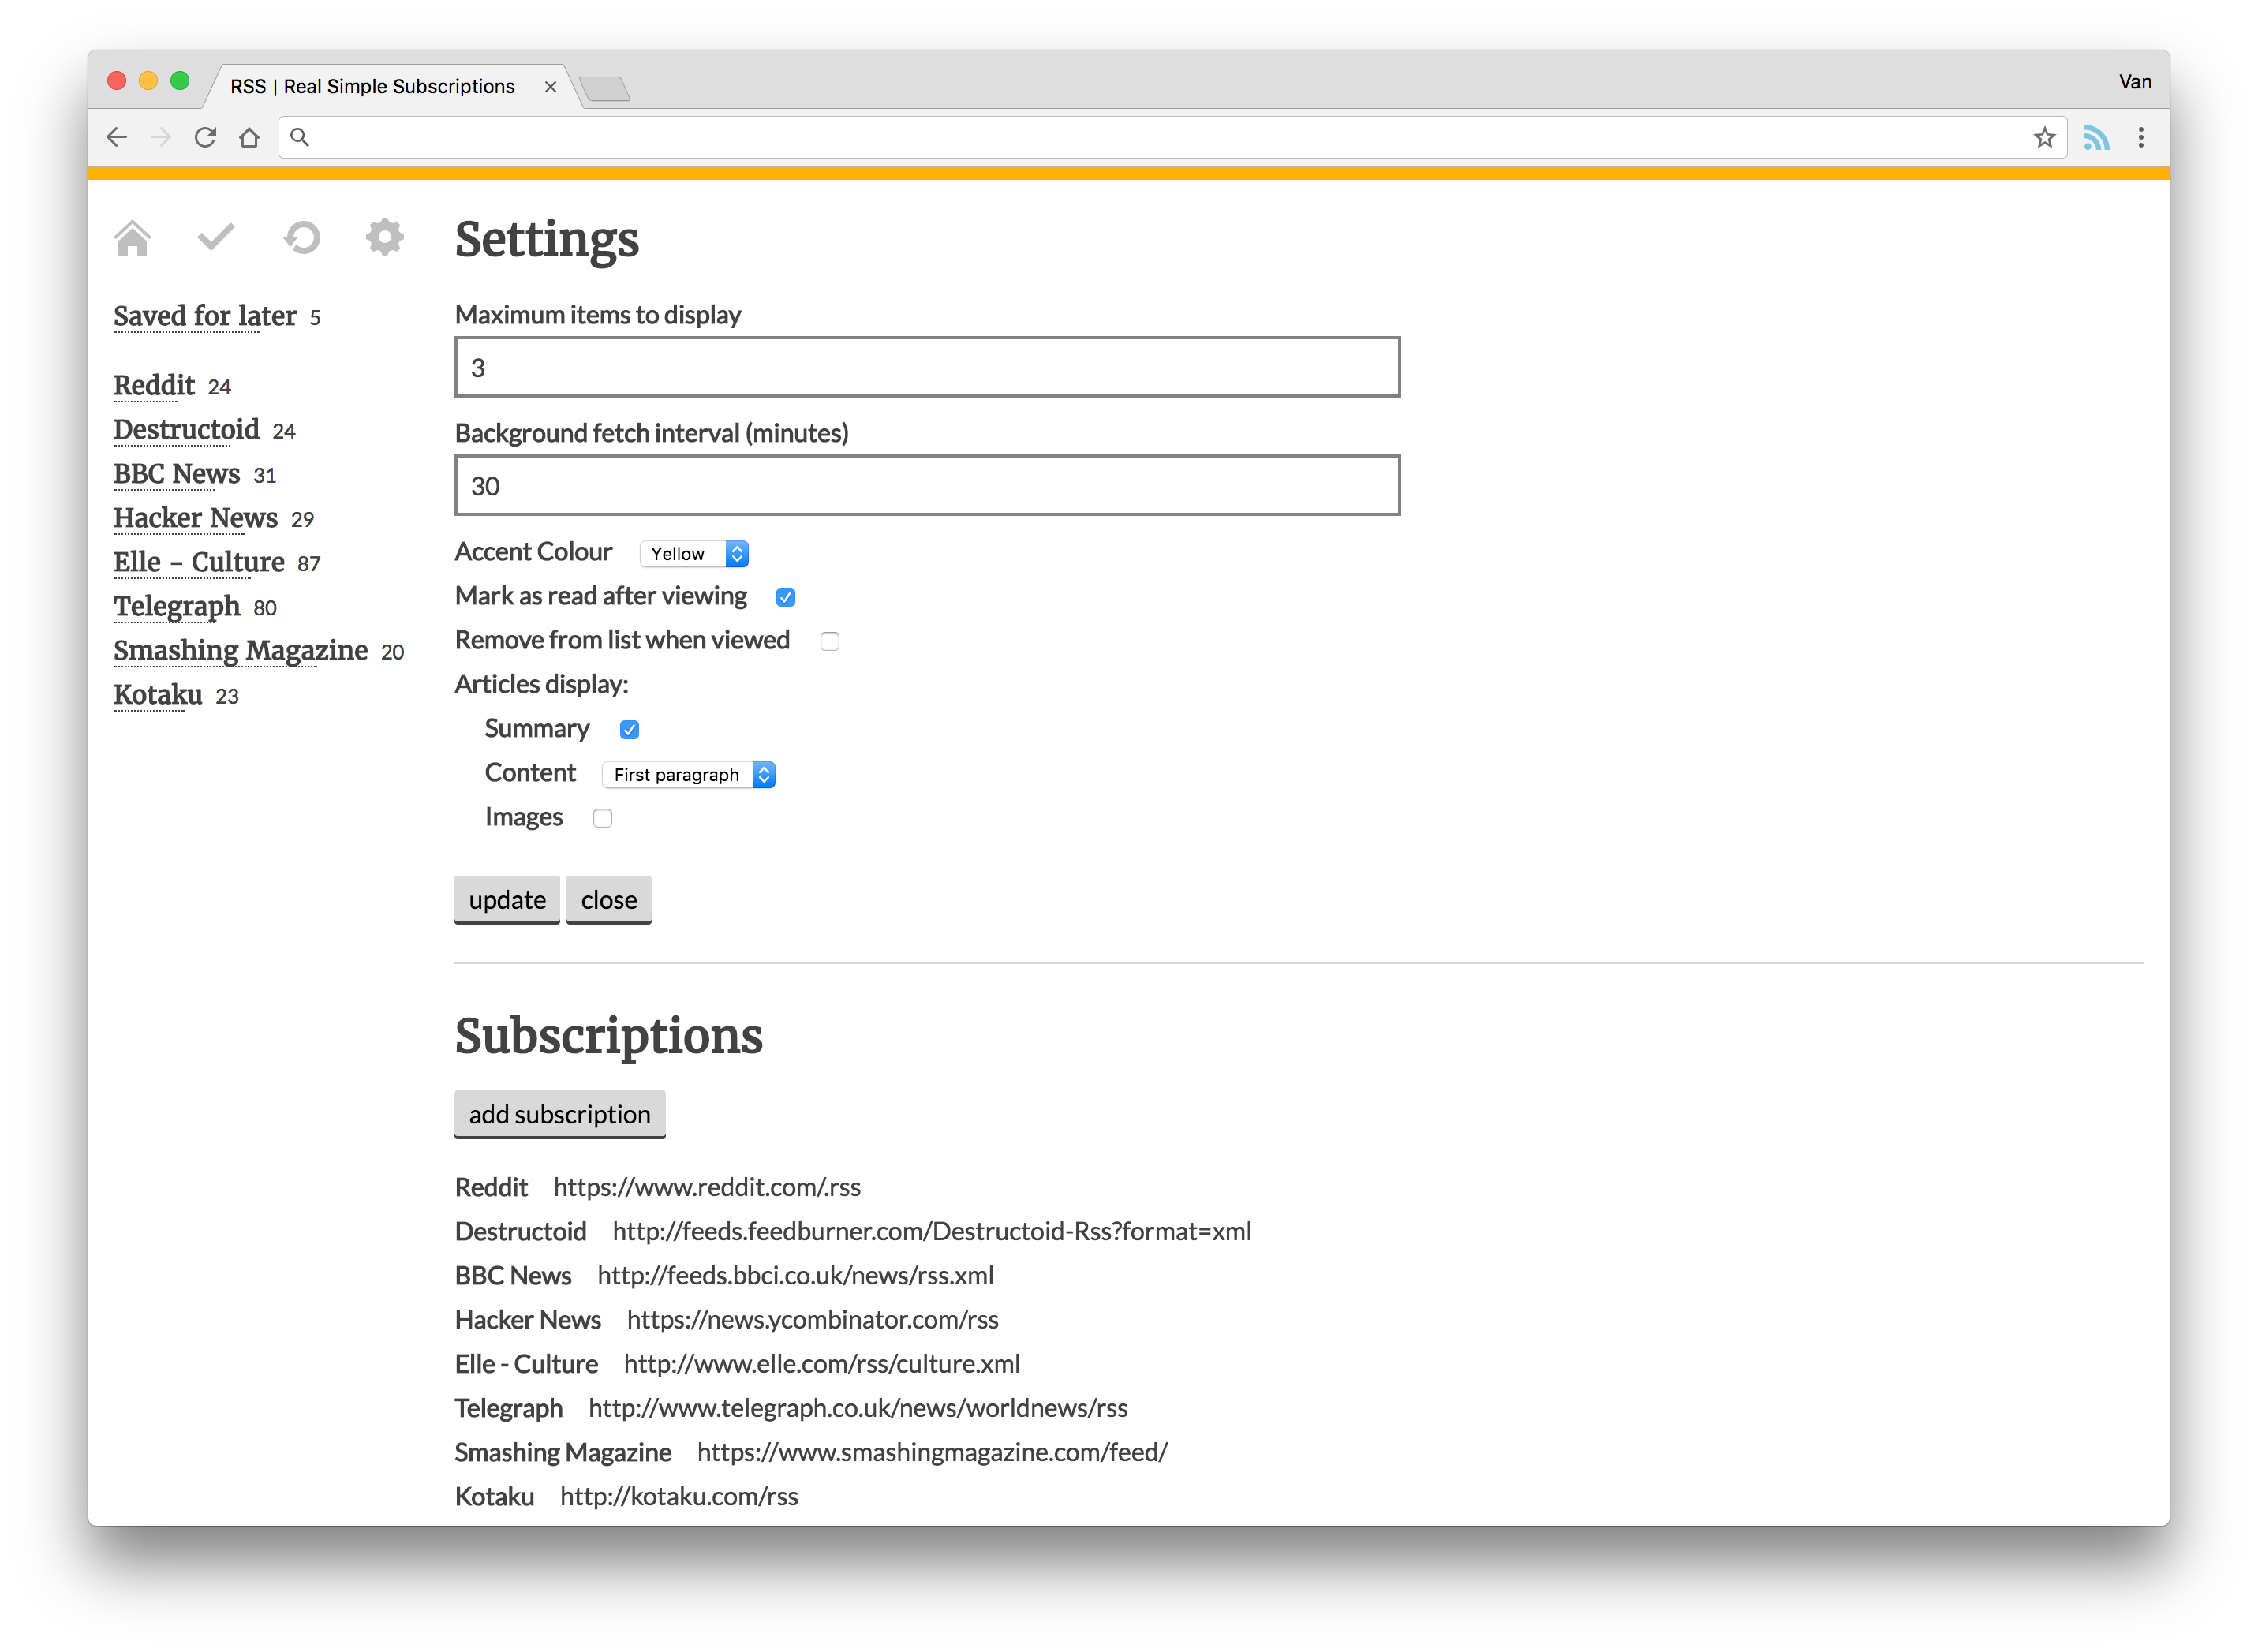 RSS | Real Simple Subscriptions
Van
Settings
Saved for later 5
Reddit 24
Destructoid 24
BBC News 31
Hacker News 29
Elle - Culture 87
Telegraph 80
Smashing Magazine 20
Kotaku 23
Maximum items to display
3
Background fetch interval (minutes)
30
Accent Colour Yellow
Mark as read after viewing
Remove from list when viewed
Articles display:
Summary
Content First paragraph
Images
update close
Subscriptions
add subscription
Reddit https://www.reddit.com/.rss
Destructoid http://feeds.feedburner.com/Destructoid-Rss?format=xml
BBC News http://feeds.bbci.co.uk/news/rss.xml
Hacker News https://news.ycombinator.com/rss
Elle - Culture http://www.elle.com/rss/culture.xml
Telegraph http://www.telegraph.co.uk/news/worldnews/rss
Smashing Magazine https://www.smashingmagazine.com/feed/
Kotaku http://kotaku.com/rss